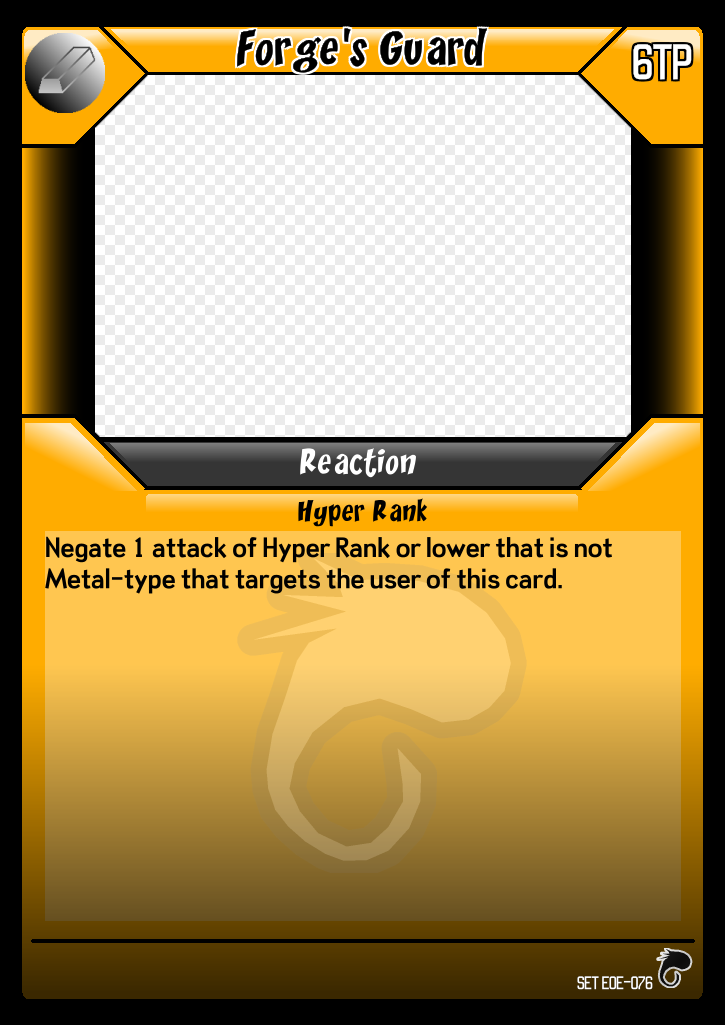 Forge's Guard
6TP
Reaction
Hyper Rank
Negate 1 attack of Hyper Rank or lower that is not
Metal-type that targets the user of this card.
SET EOE-076